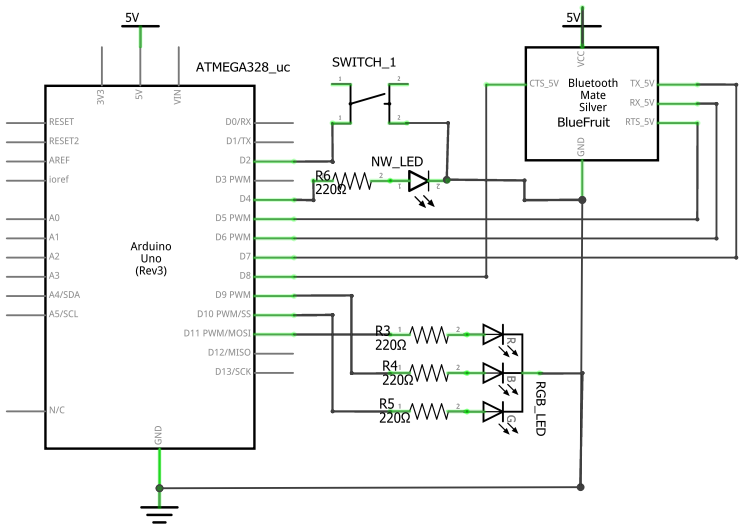 5V
5V
ATMEGA328_uc
SWITCH_1
3V3
5V
VIN
VCC
1
2
CTS_5V
Bluetooth
Mate
Silver
BlueFruit
TX_5V
RX_5V
RTS_5V
GND
1
2
RESET
RESET2
AREF
ioref
A0
A1
A2
A3
A4/SDA
A5/SCL
N/C
Arduino
Uno
(Rev3)
D0/RX
D1/TX
D2
D3 PWM
D4
D5 PWM
D6 PWM
D7
D8
D9 PWM
D10 PWM/SS
D11 PWM/MOSI
D12/MISO
D13/SCK
GND
NW_LED
R6
220Ω
2
1
2
R3
220Ω
1
2
R
R4
220Ω
1
2
B
R5
220Ω
1
2
G
RGB_LED